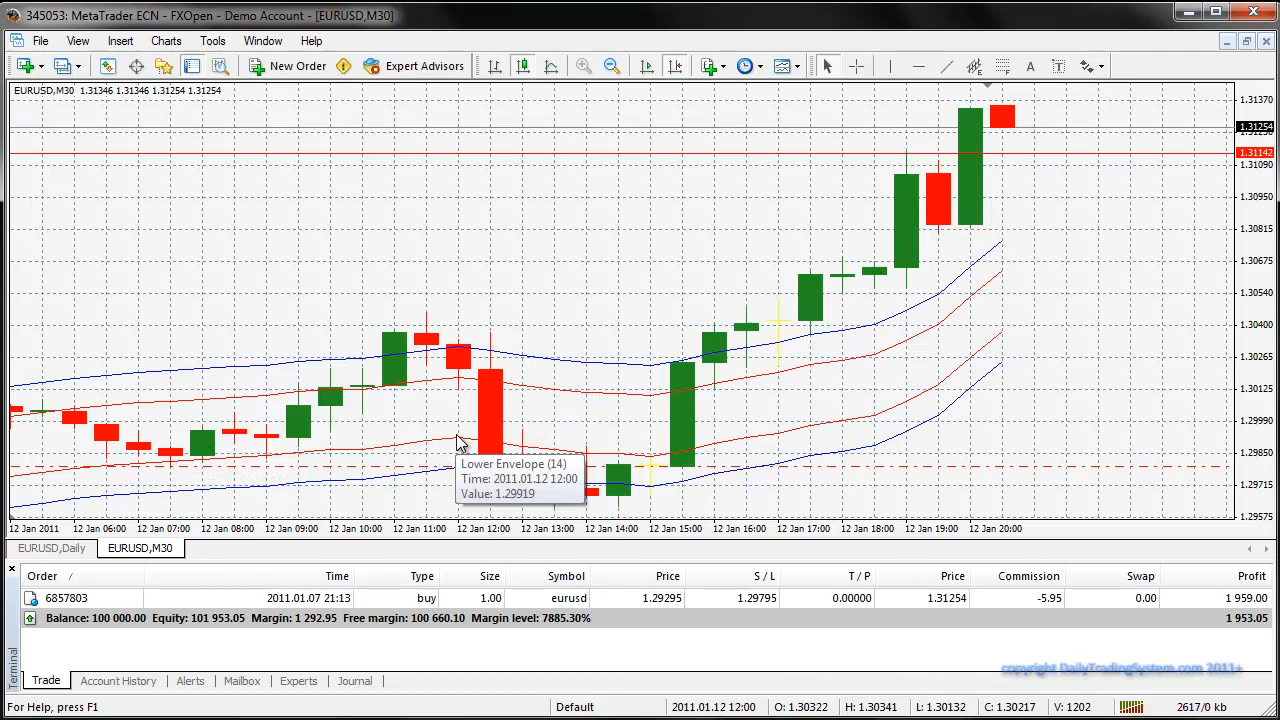 345053: MetaTrader ECN - FXOpen - Demo Account - [EURUSD,M30]
File View Insert Charts Tools Window Help
New Order Expert Advisors A T
EURUSD,M30 1.31346 1.31346 1.31254 1.31254
1.31370
1.31254
1.31230
1.31142
1.31090
1.30950
1.30815
1.30675
1.30540
1.30400
1.30265
1.30125
1.29990
1.29850
1.29715
1.29575
Lower Envelope (14)
Time: 2011.01.12 12:00
Value: 1.29919
12 Jan 2011 12 Jan 06:00 12 Jan 07:00 12 Jan 08:00 12 Jan 09:00 12 Jan 10:00 12 Jan 11:00 12 Jan 12:00 12 Jan 13:00 12 Jan 14:00 12 Jan 15:00 12 Jan 16:00 12 Jan 17:00 12 Jan 18:00 12 Jan 19:00 12 Jan 20:00
EURUSD,Daily EURUSD,M30
Order / Time Type Size Symbol Price S / L T / P Price Commission Swap Profit
6857803 2011.01.07 21:13 buy 1.00 eurusd 1.29295 1.29795 0.00000 1.31254 -5.95 0.00 1 959.00
Balance: 100 000.00 Equity: 101 953.05 Margin: 1 292.95 Free margin: 100 660.10 Margin level: 7885.30% 1 953.05
Terminal
copyright DailyTradingSystem.com 2011+
Trade Account History Alerts Mailbox Experts Journal
For Help, press F1 Default 2011.01.12 12:00 O: 1.30322 H: 1.30341 L: 1.30132 C: 1.30217 V: 1202 2617/0 kb